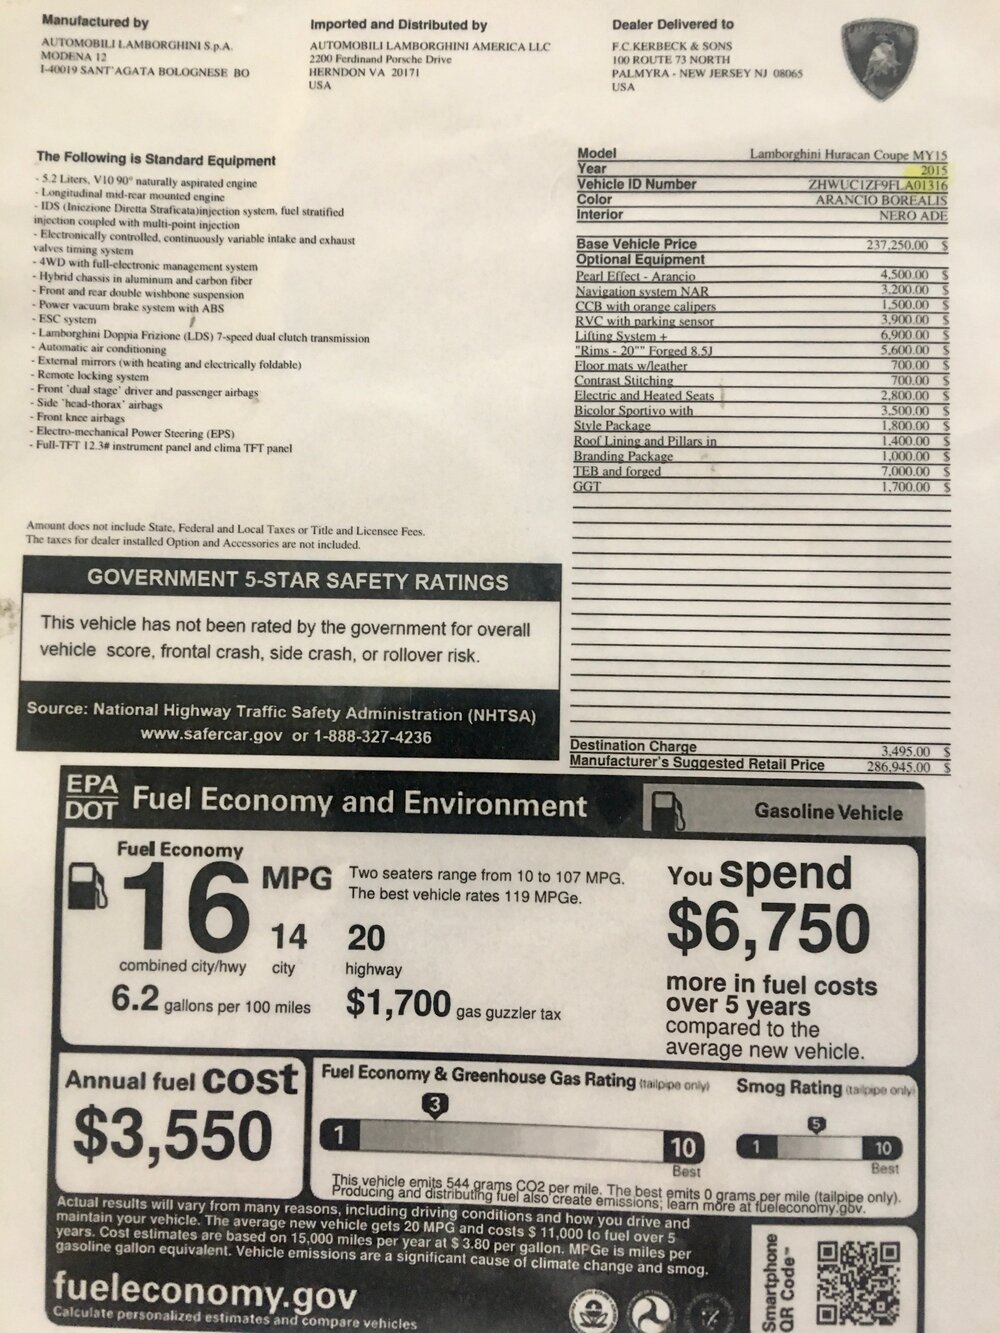 Manufactured by
AUTOMOBILI LAMBORGHINI S.p.A.
MODENA 12
I-40019 SANT'AGATA BOLOGNESE BO
Imported and Distributed by
AUTOMOBILI LAMBORGHINI AMERICA LLC
2200 Ferdinand Porsche Drive
HERNDON VA 20171
USA
Dealer Delivered to
F.C.KERBECK & SONS
100 ROUTE 73 NORTH
PALMYRA - NEW JERSEY NJ 08065
USA
The Following is Standard Equipment
- 5.2 Liters, V10 90° naturally aspirated engine
- Longitudinal mid-rear mounted engine
- IDS (Iniezione Diretta Straficata)injection system, fuel stratified
injection coupled with multi-point injection
- Electronically controlled, continuously variable intake and exhaust
valves timing system
- 4WD with full-electronic management system
- Hybrid chassis in aluminum and carbon fiber
- Front and rear double wishbone suspension
- Power vacuum brake system with ABS
- ESC system
- Lamborghini Doppia Frizione (LDS) 7-speed dual clutch transmission
- Automatic air conditioning
- External mirrors (with heating and electrically foldable)
- Remote locking system
- Front 'dual stage' driver and passenger airbags
- Side 'head-thorax' airbags
- Front knee airbags
- Electro-mechanical Power Steering (EPS)
- Full-TFT 12.3# instrument panel and clima TFT panel
Amount does not include State, Federal and Local Taxes or Title and Licensee Fees.
The taxes for dealer installed Option and Accessories are not included.
Model Lamborghini Huracan Coupe MY15
Year 2015
Vehicle ID Number ZHWUC1ZF9FLA01316
Color ARANCIO BOREALIS
Interior NERO ADE
Base Vehicle Price 237,250.00 $
Optional Equipment
Pearl Effect - Arancio 4,500.00 $
Navigation system NAR 3,200.00 $
CCB with orange calipers 1,500.00 $
RVC with parking sensor 3,900.00 $
Lifting System + 6,900.00 $
"Rims - 20"" Forged 8.5J 5,600.00 $
Floor mats w/leather 700.00 $
Contrast Stitching 700.00 $
Electric and Heated Seats 2,800.00 $
Bicolor Sportivo with 3,500.00 $
Style Package 1,800.00 $
Roof Lining and Pillars in 1,400.00 $
Branding Package 1,000.00 $
TEB and forged 7,000.00 $
GGT 1,700.00 $
Destination Charge 3,495.00 $
Manufacturer's Suggested Retail Price 286,945.00 $
GOVERNMENT 5-STAR SAFETY RATINGS
This vehicle has not been rated by the government for overall
vehicle score, frontal crash, side crash, or rollover risk.
Source: National Highway Traffic Safety Administration (NHTSA)
www.safercar.gov or 1-888-327-4236
EPA
DOT
Fuel Economy and Environment
Gasoline Vehicle
Fuel Economy
16 MPG
combined city/hwy
14
city
20
highway
Two seaters range from 10 to 107 MPG.
The best vehicle rates 119 MPGe.
6.2 gallons per 100 miles
$1,700 gas guzzler tax
You spend
$6,750
more in fuel costs
over 5 years
compared to the
average new vehicle.
Annual fuel cost
$3,550
Fuel Economy & Greenhouse Gas Rating (tailpipe only)
3
1
10
Best
Smog Rating (tailpipe only)
5
1
10
Best
This vehicle emits 544 grams CO2 per mile. The best emits 0 grams per mile (tailpipe only).
Producing and distributing fuel also create emissions; learn more at fueleconomy.gov.
Actual results will vary from many reasons, including driving conditions and how you drive and
maintain your vehicle. The average new vehicle gets 20 MPG and costs $ 11,000 to fuel over 5
years. Cost estimates are based on 15,000 miles per year at $ 3.80 per gallon. MPGe is miles per
gasoline gallon equivalent. Vehicle emissions are a significant cause of climate change and smog.
fueleconomy.gov
Calculate personalized estimates and compare vehicles
Smartphone
QR Code™